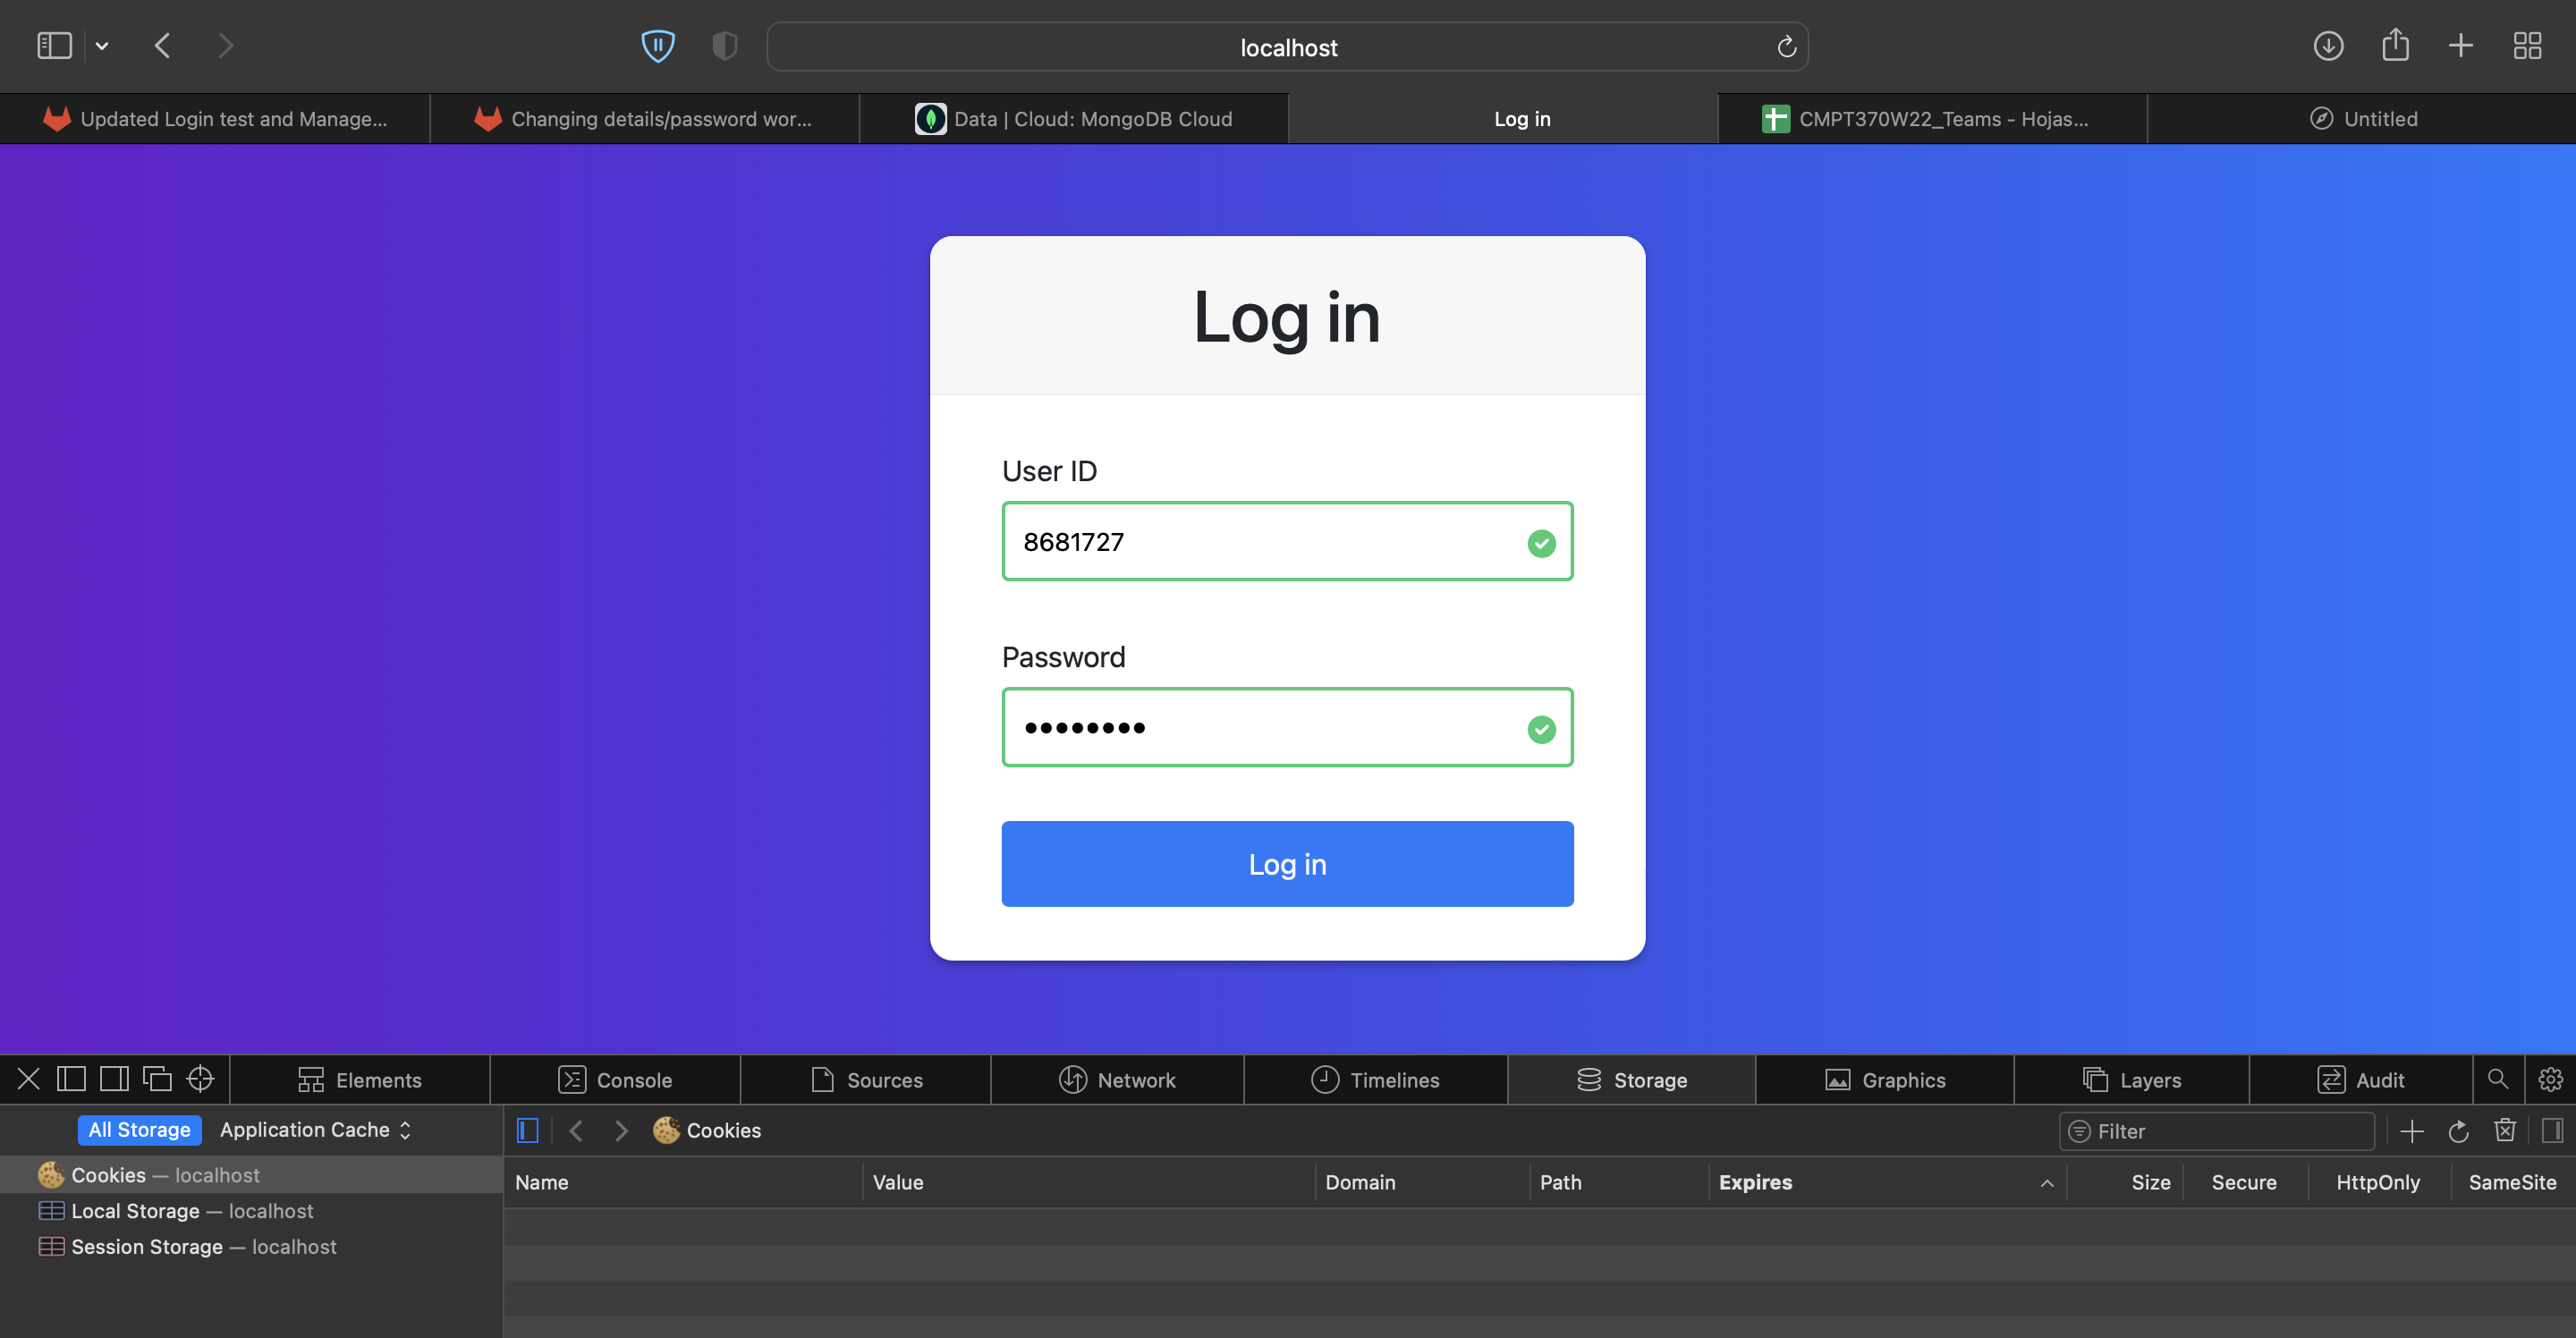 localhost
Updated Login test and Manage...
Changing details/password wor...
Data | Cloud: MongoDB Cloud
Log in
CMPT370W22_Teams - Hojas...
Untitled
Log in
User ID
8681727
Password
••••••••
Log in
Elements
Console
Sources
Network
Timelines
Storage
Graphics
Layers
Audit
All Storage
Application Cache
Cookies
Filter
Cookies — localhost
Local Storage — localhost
Session Storage — localhost
Name
Value
Domain
Path
Expires
Size
Secure
HttpOnly
SameSite